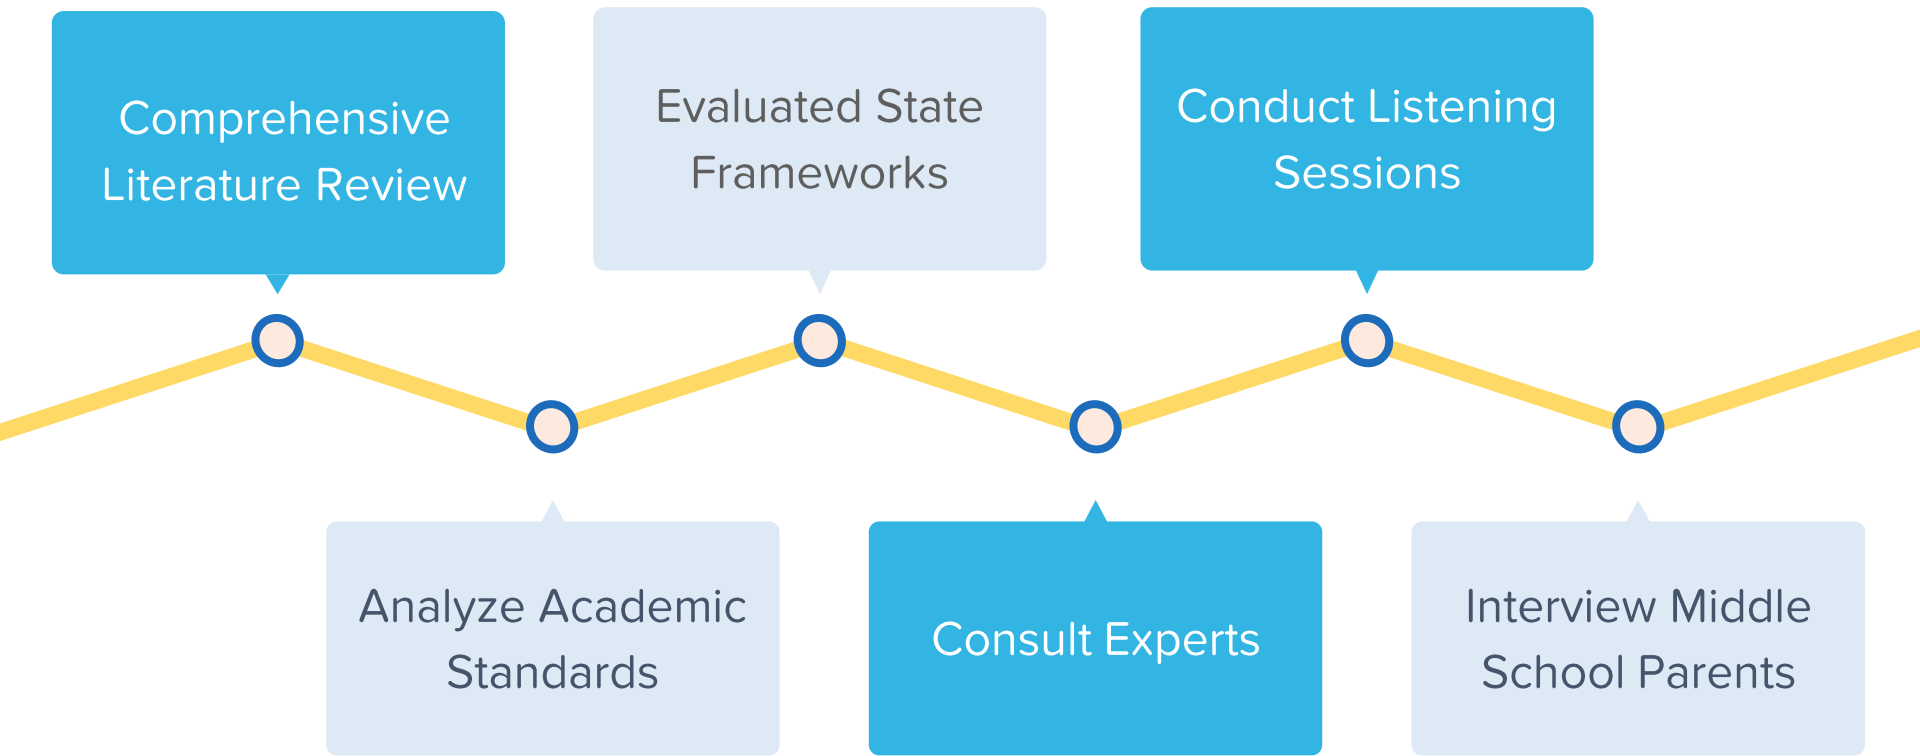 Comprehensive
Literature Review
Analyze Academic
Standards
Evaluated State
Frameworks
Consult Experts
Conduct Listening
Sessions
Interview Middle
School Parents